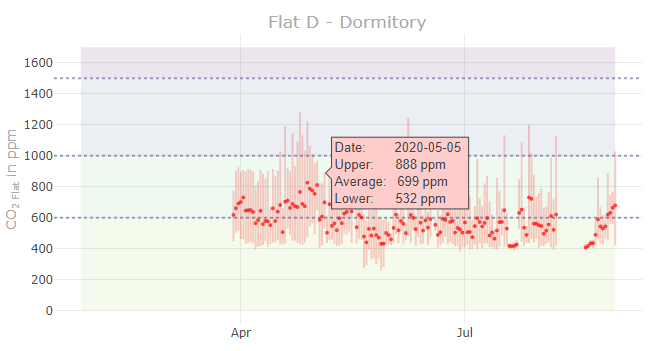 Flat D - Dormitory
CO2 Flat in ppm
1600
1400
1200
1000
800
600
400
200
0
Date: 2020-05-05
Upper: 888 ppm
Average: 699 ppm
Lower: 532 ppm
Apr
Jul